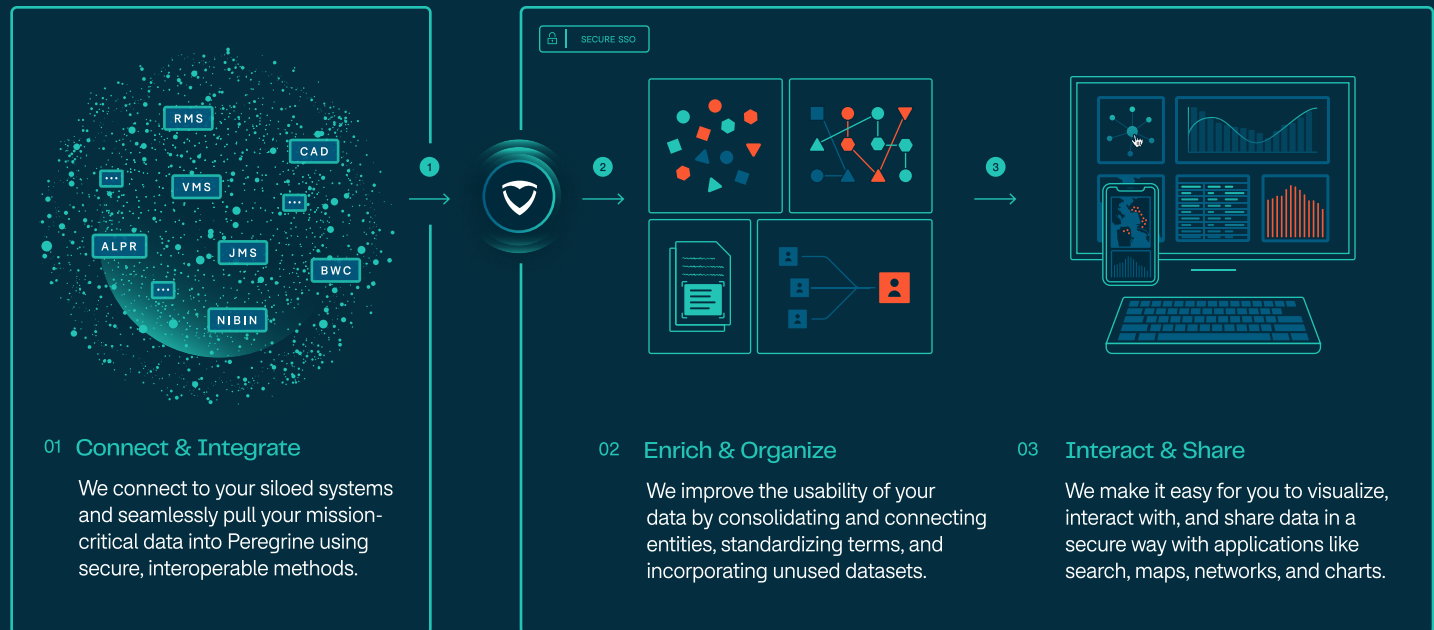 SECURE SSO
RMS
CAD
VMS
ALPR
JMS
BWC
NIBIN
1
2
3
01 Connect & Integrate
We connect to your siloed systems
and seamlessly pull your mission-
critical data into Peregrine using
secure, interoperable methods.
02 Enrich & Organize
We improve the usability of your
data by consolidating and connecting
entities, standardizing terms, and
incorporating unused datasets.
03 Interact & Share
We make it easy for you to visualize,
interact with, and share data in a
secure way with applications like
search, maps, networks, and charts.